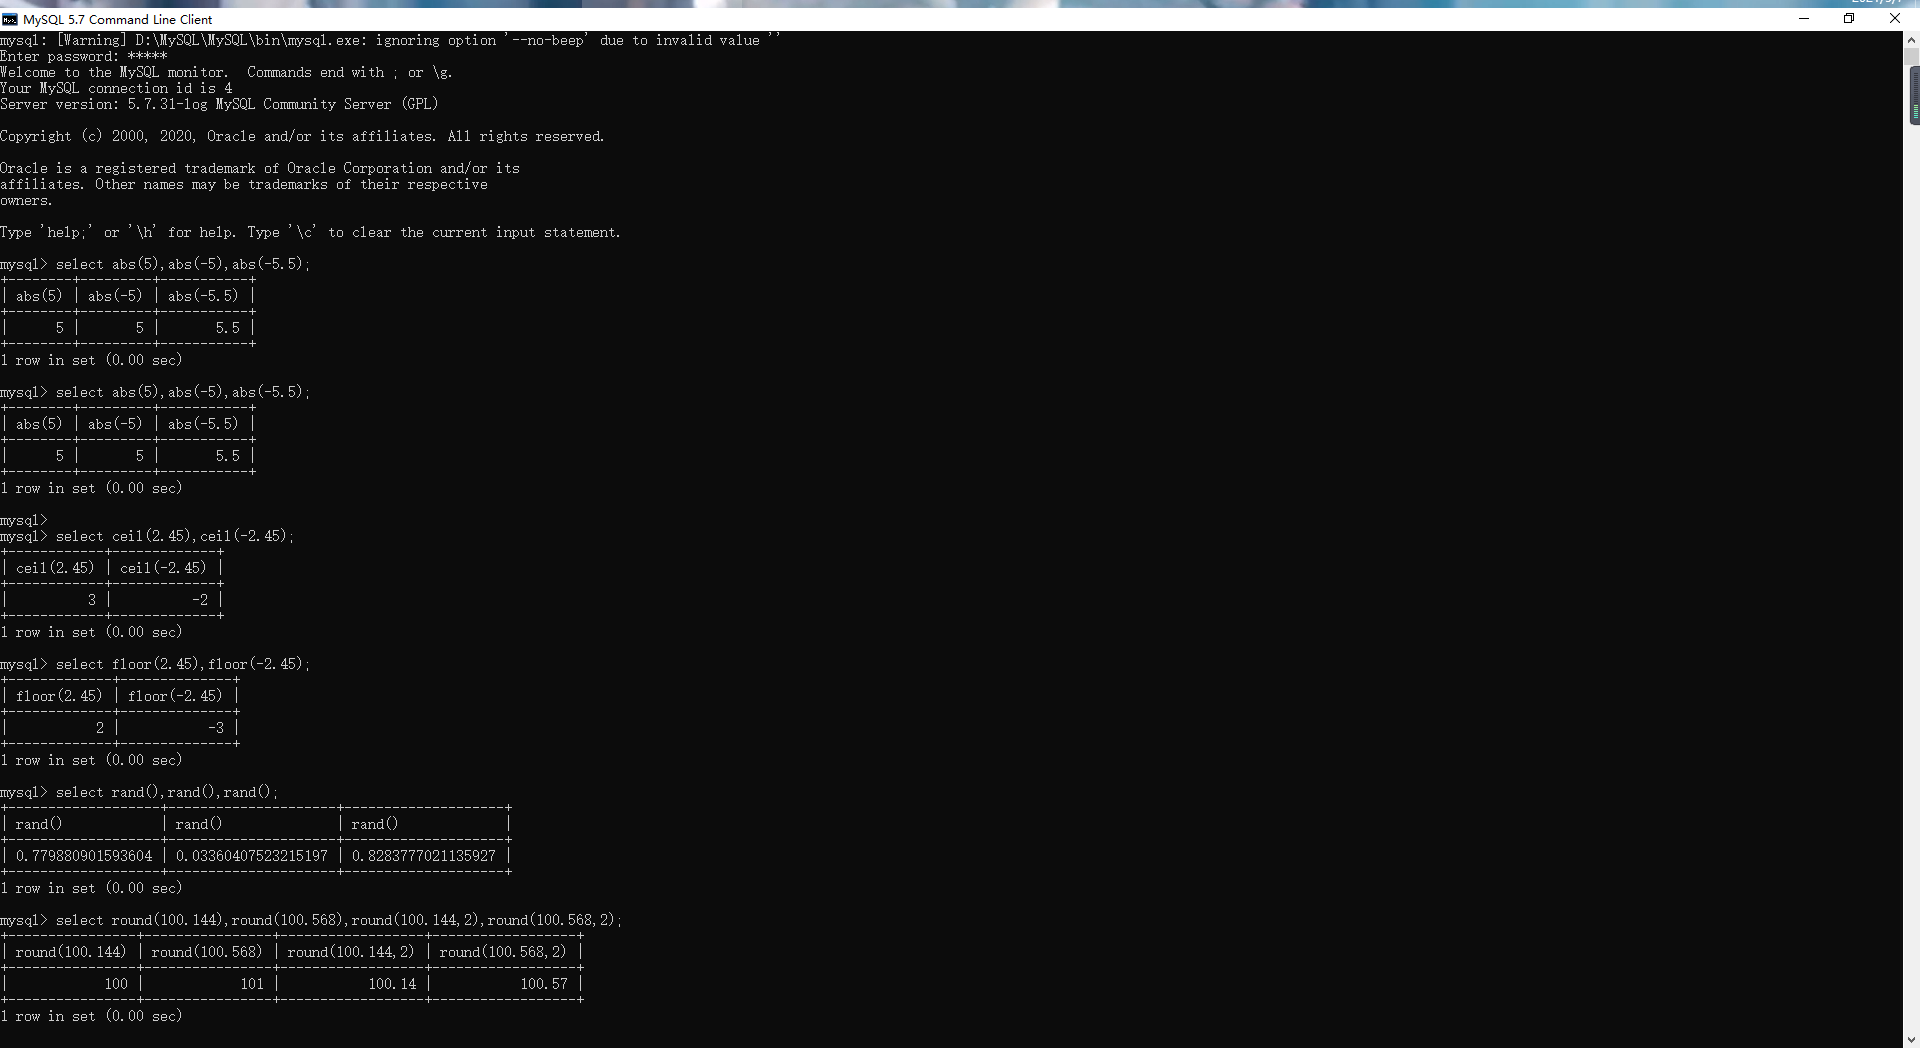 MySQL 5.7 Command Line Client
mysql: [Warning] D:\MySQL\MySQL\bin\mysql.exe: ignoring option '--no-beep' due to invalid value ''
Enter password: *****
Welcome to the MySQL monitor.  Commands end with ; or \g.
Your MySQL connection id is 4
Server version: 5.7.31-log MySQL Community Server (GPL)

Copyright (c) 2000, 2020, Oracle and/or its affiliates. All rights reserved.

Oracle is a registered trademark of Oracle Corporation and/or its
affiliates. Other names may be trademarks of their respective
owners.

Type 'help;' or '\h' for help. Type '\c' to clear the current input statement.

mysql> select abs(5),abs(-5),abs(-5.5);
+--------+---------+-----------+
| abs(5) | abs(-5) | abs(-5.5) |
+--------+---------+-----------+
|      5 |       5 |       5.5 |
+--------+---------+-----------+
1 row in set (0.00 sec)

mysql> select abs(5),abs(-5),abs(-5.5);
+--------+---------+-----------+
| abs(5) | abs(-5) | abs(-5.5) |
+--------+---------+-----------+
|      5 |       5 |       5.5 |
+--------+---------+-----------+
1 row in set (0.00 sec)

mysql>
mysql> select ceil(2.45),ceil(-2.45);
+------------+-------------+
| ceil(2.45) | ceil(-2.45) |
+------------+-------------+
|          3 |          -2 |
+------------+-------------+
1 row in set (0.00 sec)

mysql> select floor(2.45),floor(-2.45);
+-------------+--------------+
| floor(2.45) | floor(-2.45) |
+-------------+--------------+
|           2 |           -3 |
+-------------+--------------+
1 row in set (0.00 sec)

mysql> select rand(),rand(),rand();
+-------------------+---------------------+--------------------+
| rand()            | rand()              | rand()             |
+-------------------+---------------------+--------------------+
| 0.779880901593604 | 0.03360407523215197 | 0.8283777021135927 |
+-------------------+---------------------+--------------------+
1 row in set (0.00 sec)

mysql> select round(100.144),round(100.568),round(100.144,2),round(100.568,2);
+----------------+----------------+------------------+------------------+
| round(100.144) | round(100.568) | round(100.144,2) | round(100.568,2) |
+----------------+----------------+------------------+------------------+
|            100 |            101 |           100.14 |           100.57 |
+----------------+----------------+------------------+------------------+
1 row in set (0.00 sec)